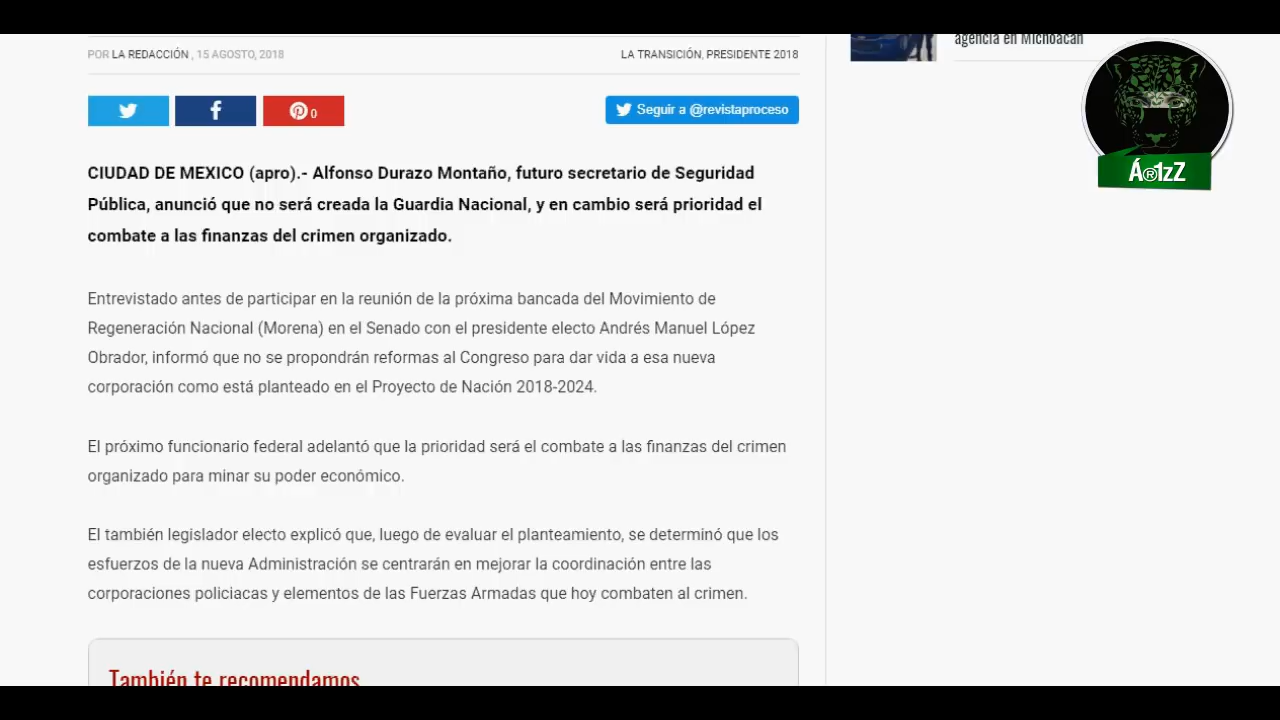 agencia en Michoacán
POR LA REDACCIÓN , 15 AGOSTO, 2018
LA TRANSICIÓN, PRESIDENTE 2018
0
Seguir a @revistaproceso
Á®1zZ
CIUDAD DE MEXICO (apro).- Alfonso Durazo Montaño, futuro secretario de Seguridad
Pública, anunció que no será creada la Guardia Nacional, y en cambio será prioridad el
combate a las finanzas del crimen organizado.
Entrevistado antes de participar en la reunión de la próxima bancada del Movimiento de
Regeneración Nacional (Morena) en el Senado con el presidente electo Andrés Manuel López
Obrador, informó que no se propondrán reformas al Congreso para dar vida a esa nueva
corporación como está planteado en el Proyecto de Nación 2018-2024.
El próximo funcionario federal adelantó que la prioridad será el combate a las finanzas del crimen
organizado para minar su poder económico.
El también legislador electo explicó que, luego de evaluar el planteamiento, se determinó que los
esfuerzos de la nueva Administración se centrarán en mejorar la coordinación entre las
corporaciones policiacas y elementos de las Fuerzas Armadas que hoy combaten al crimen.
También te recomendamos